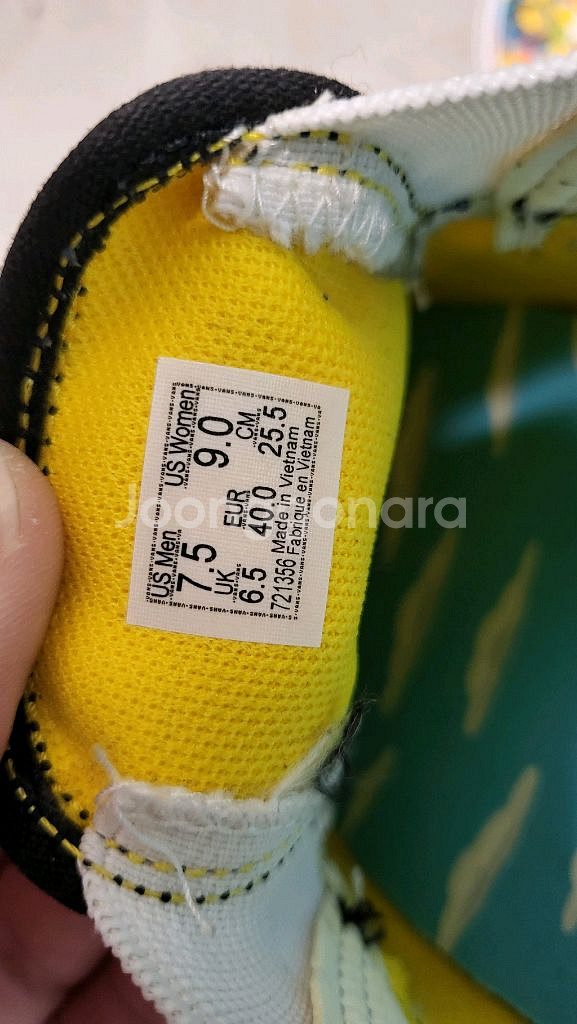 US Men US Women
7.5 9.0
UK EUR CM
6.5 40.0 25.5
721356 Made in Vietnam
Fabrique en Vietnam